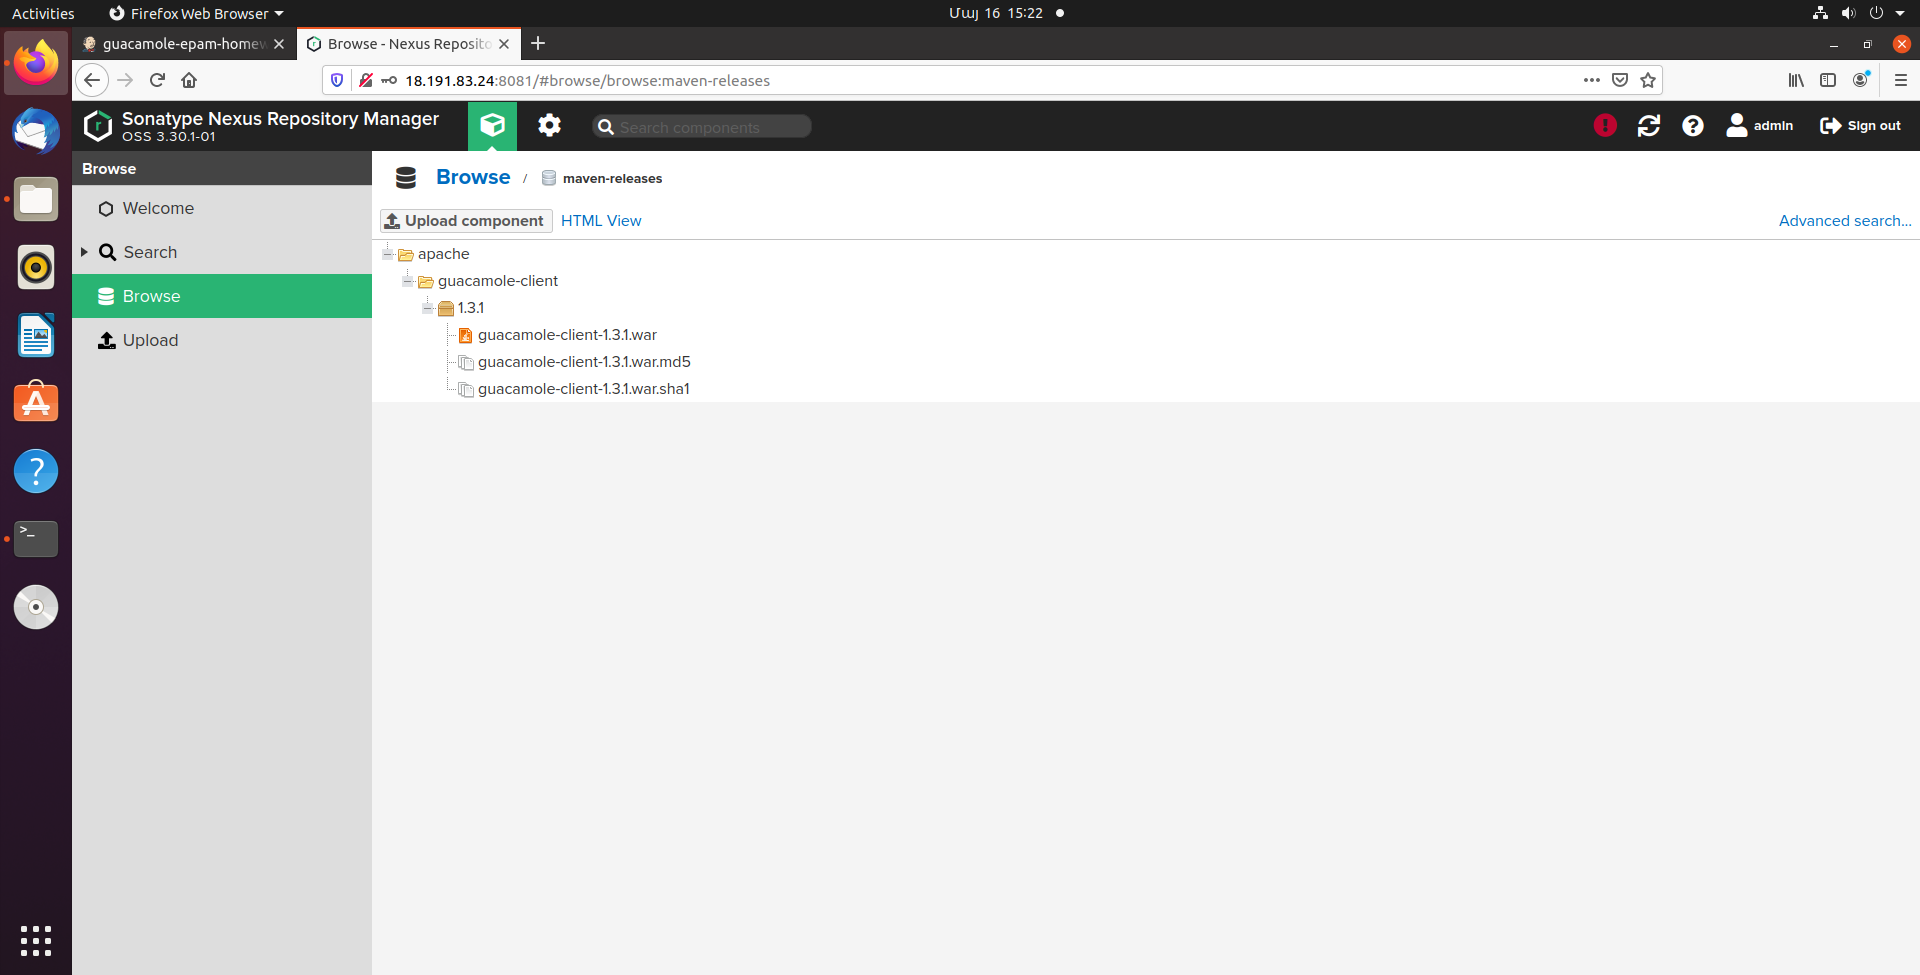 Activities
Firefox Web Browser
Մայ 16 15:22
guacamole-epam-homew
Browse - Nexus Reposito
18.191.83.24:8081/#browse/browse:maven-releases
Sonatype Nexus Repository Manager
OSS 3.30.1-01
Search components
admin
Sign out
Browse
Welcome
Search
Browse
Upload
Browse / maven-releases
Upload component
HTML View
Advanced search...
apache
guacamole-client
1.3.1
guacamole-client-1.3.1.war
guacamole-client-1.3.1.war.md5
guacamole-client-1.3.1.war.sha1